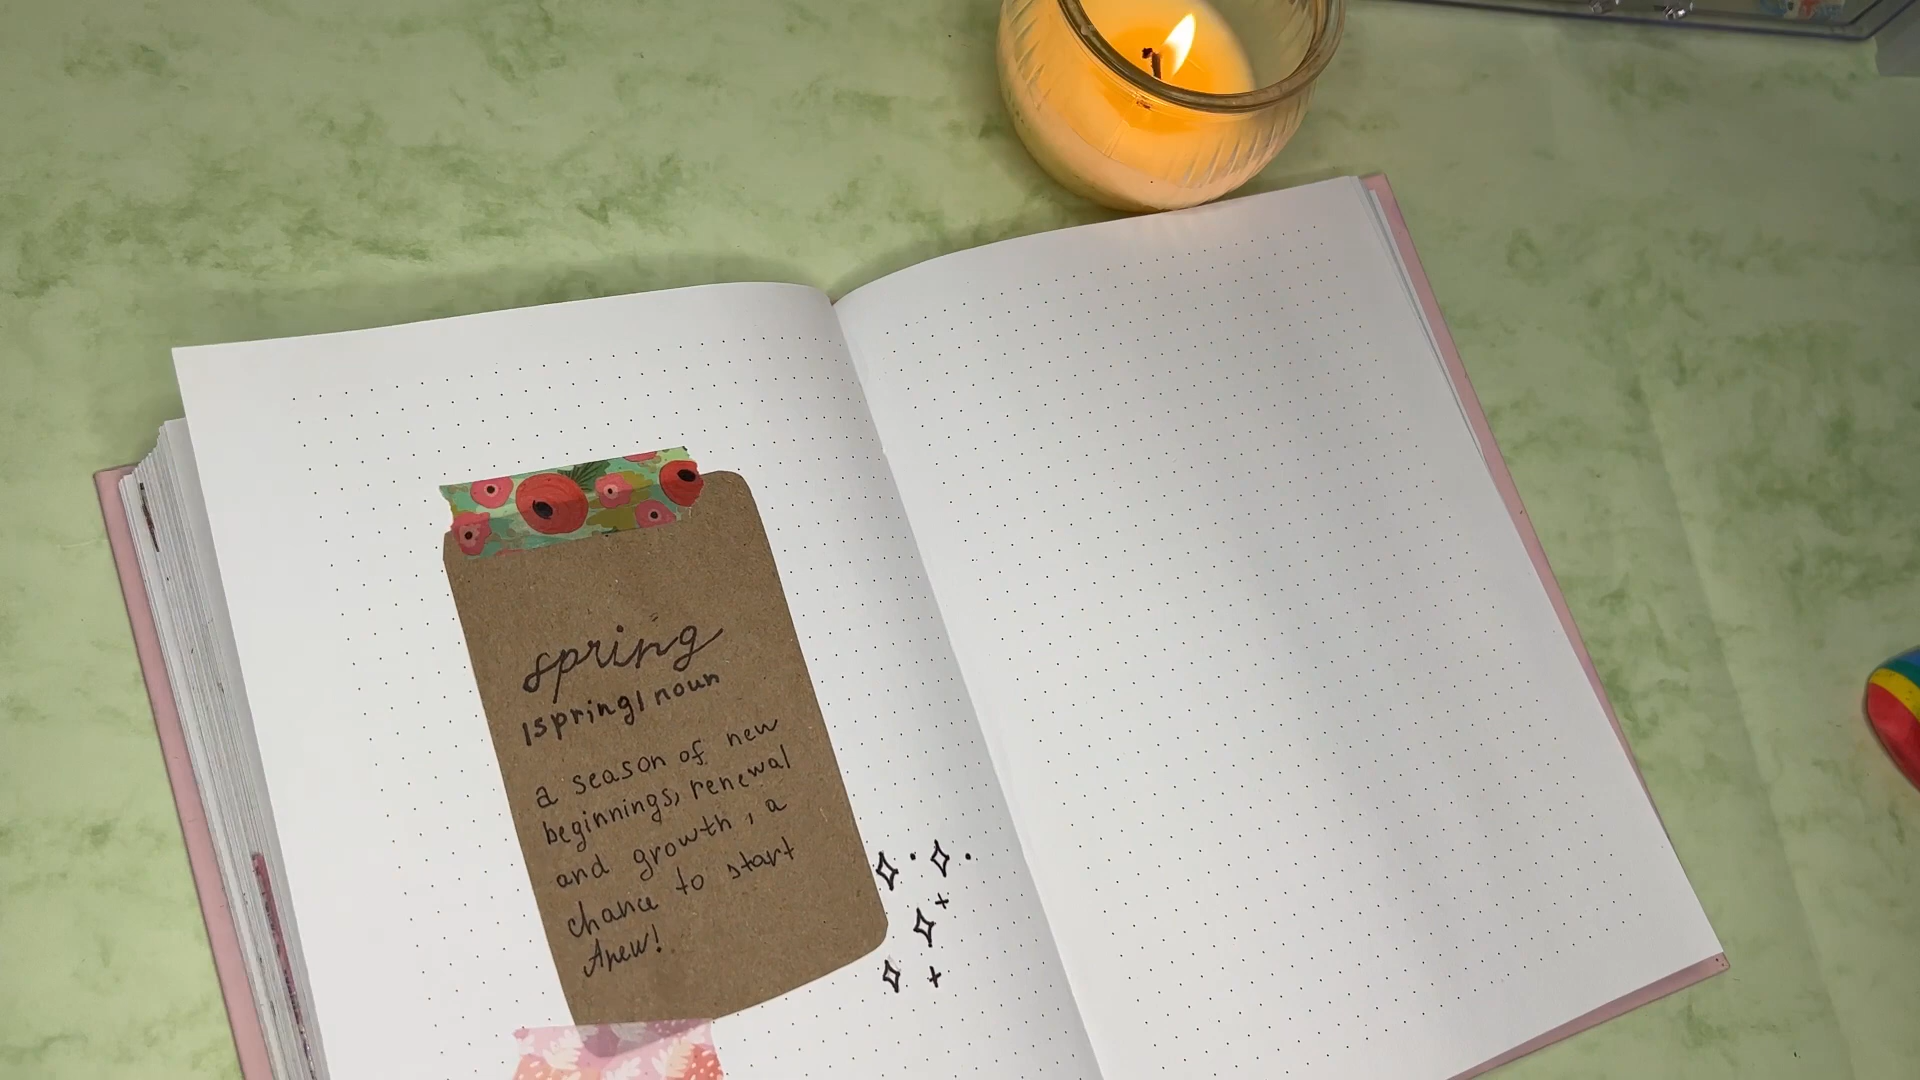 spring
|spring| noun
a season of new
beginnings, renewal
and growth, a
chance to start
Anew!